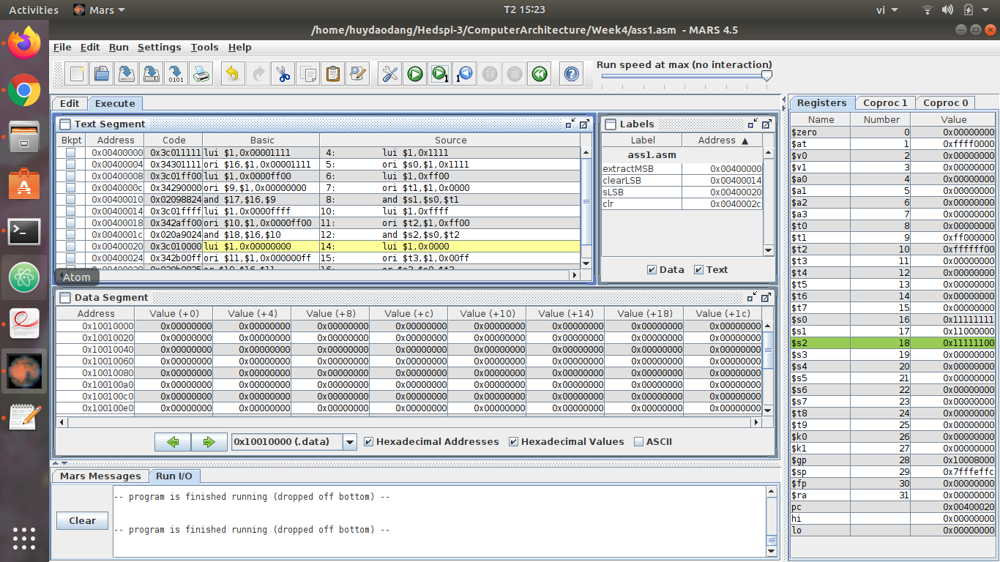 Activities Mars T2 15:23 vi
/home/huydaodang/Hedspi-3/ComputerArchitecture/Week4/ass1.asm - MARS 4.5
File Edit Run Settings Tools Help
Run speed at max (no interaction)
Edit Execute
Text Segment
Bkpt Address Code Basic Source
0x00400000 0x3c011111 lui $1,0x00001111 4: lui $1,0x1111
0x00400004 0x34301111 ori $16,$1,0x00001111 5: ori $s0,$1,0x1111
0x00400008 0x3c01ff00 lui $1,0x0000ff00 6: lui $1,0xff00
0x0040000c 0x34290000 ori $9,$1,0x00000000 7: ori $t1,$1,0x0000
0x00400010 0x02098824 and $17,$16,$9 8: and $s1,$s0,$t1
0x00400014 0x3c01ffff lui $1,0x0000ffff 10: lui $1,0xffff
0x00400018 0x342aff00 ori $10,$1,0x0000ff00 11: ori $t2,$1,0xff00
0x0040001c 0x020a9024 and $18,$16,$10 12: and $s2,$s0,$t2
0x00400020 0x3c010000 lui $1,0x00000000 14: lui $1,0x0000
0x00400024 0x342b00ff ori $11,$1,0x000000ff 15: ori $t3,$1,0x00ff
Atom
Labels
Label Address ▲
ass1.asm
extractMSB 0x00400000
clearLSB 0x00400014
sLSB 0x00400020
clr 0x0040002c
Data Text
Data Segment
Address Value (+0) Value (+4) Value (+8) Value (+c) Value (+10) Value (+14) Value (+18) Value (+1c)
0x10010000 0x00000000 0x00000000 0x00000000 0x00000000 0x00000000 0x00000000 0x00000000 0x00000000
0x10010020 0x00000000 0x00000000 0x00000000 0x00000000 0x00000000 0x00000000 0x00000000 0x00000000
0x10010040 0x00000000 0x00000000 0x00000000 0x00000000 0x00000000 0x00000000 0x00000000 0x00000000
0x10010060 0x00000000 0x00000000 0x00000000 0x00000000 0x00000000 0x00000000 0x00000000 0x00000000
0x10010080 0x00000000 0x00000000 0x00000000 0x00000000 0x00000000 0x00000000 0x00000000 0x00000000
0x100100a0 0x00000000 0x00000000 0x00000000 0x00000000 0x00000000 0x00000000 0x00000000 0x00000000
0x100100c0 0x00000000 0x00000000 0x00000000 0x00000000 0x00000000 0x00000000 0x00000000 0x00000000
0x100100e0 0x00000000 0x00000000 0x00000000 0x00000000 0x00000000 0x00000000 0x00000000 0x00000000
0x10010000 (.data) Hexadecimal Addresses Hexadecimal Values ASCII
Mars Messages Run I/O
Clear
-- program is finished running (dropped off bottom) --
-- program is finished running (dropped off bottom) --
Registers Coproc 1 Coproc 0
Name Number Value
$zero 0 0x00000000
$at 1 0xffff0000
$v0 2 0x00000000
$v1 3 0x00000000
$a0 4 0x00000000
$a1 5 0x00000000
$a2 6 0x00000000
$a3 7 0x00000000
$t0 8 0x00000000
$t1 9 0xff000000
$t2 10 0xffffff00
$t3 11 0x00000000
$t4 12 0x00000000
$t5 13 0x00000000
$t6 14 0x00000000
$t7 15 0x00000000
$s0 16 0x11111111
$s1 17 0x11000000
$s2 18 0x11111100
$s3 19 0x00000000
$s4 20 0x00000000
$s5 21 0x00000000
$s6 22 0x00000000
$s7 23 0x00000000
$t8 24 0x00000000
$t9 25 0x00000000
$k0 26 0x00000000
$k1 27 0x00000000
$gp 28 0x10008000
$sp 29 0x7fffeffc
$fp 30 0x00000000
$ra 31 0x00000000
pc 0x00400020
hi 0x00000000
lo 0x00000000